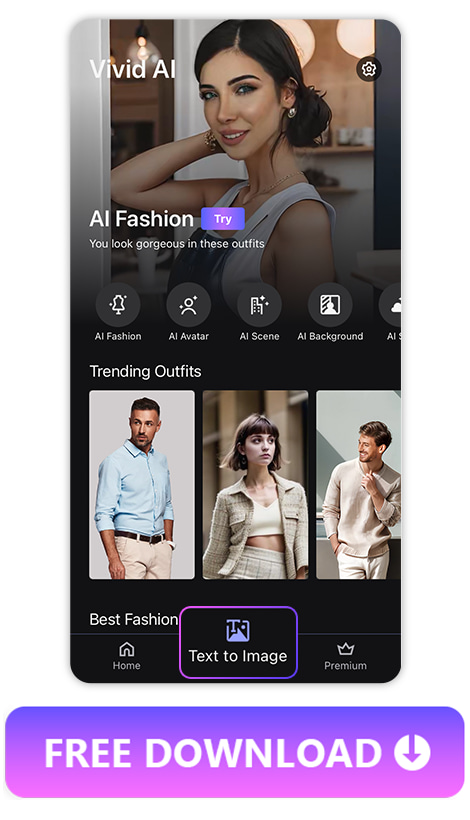 Vivid AI
AI Fashion Try
You look gorgeous in these outfits
AI Fashion AI Avatar AI Scene AI Background AI S
Trending Outfits
Best Fashion
Text to Image
Home Premium
FREE DOWNLOAD